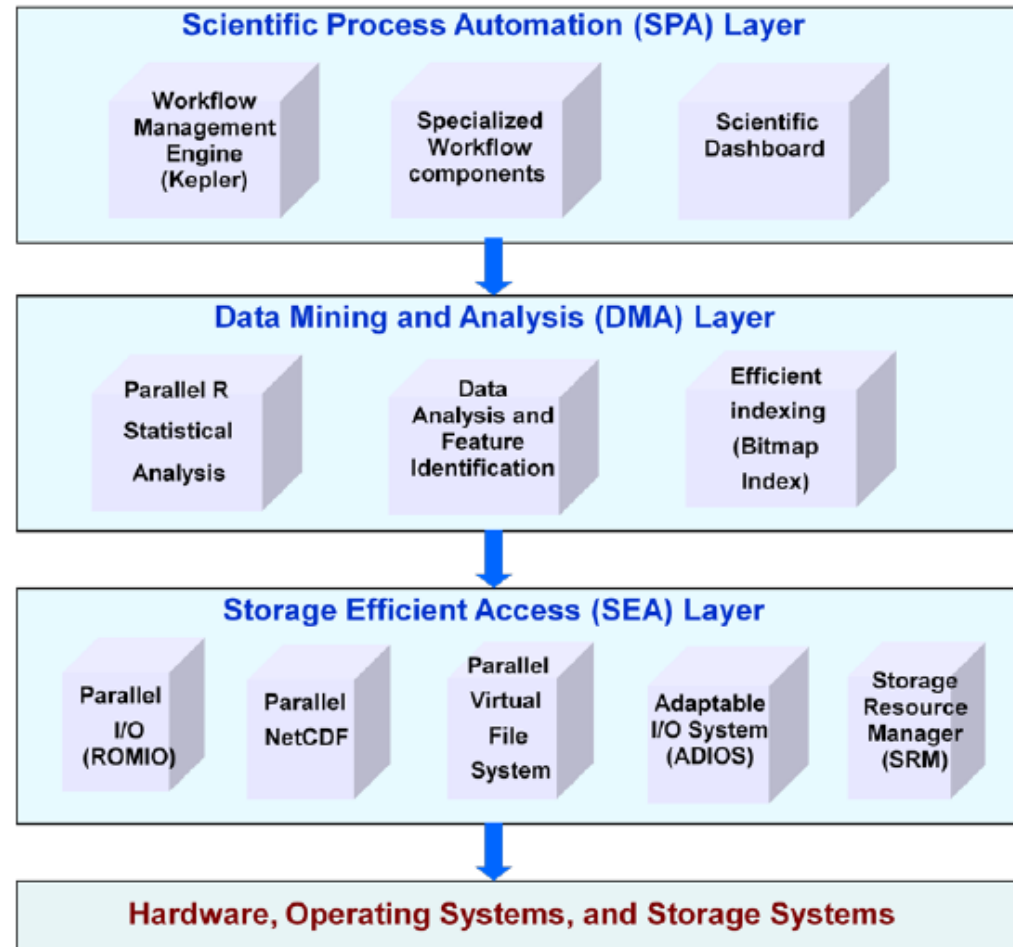 Scientific Process Automation (SPA) Layer
Workflow
Management
Engine
(Kepler)
Specialized
Workflow
components
Scientific
Dashboard
Data Mining and Analysis (DMA) Layer
Parallel R
Statistical
Analysis
Data
Analysis and
Feature
Identification
Efficient
indexing
(Bitmap
Index)
Storage Efficient Access (SEA) Layer
Parallel
I/O
(ROMIO)
Parallel
NetCDF
Parallel
Virtual
File
System
Adaptable
I/O System
(ADIOS)
Storage
Resource
Manager
(SRM)
Hardware, Operating Systems, and Storage Systems